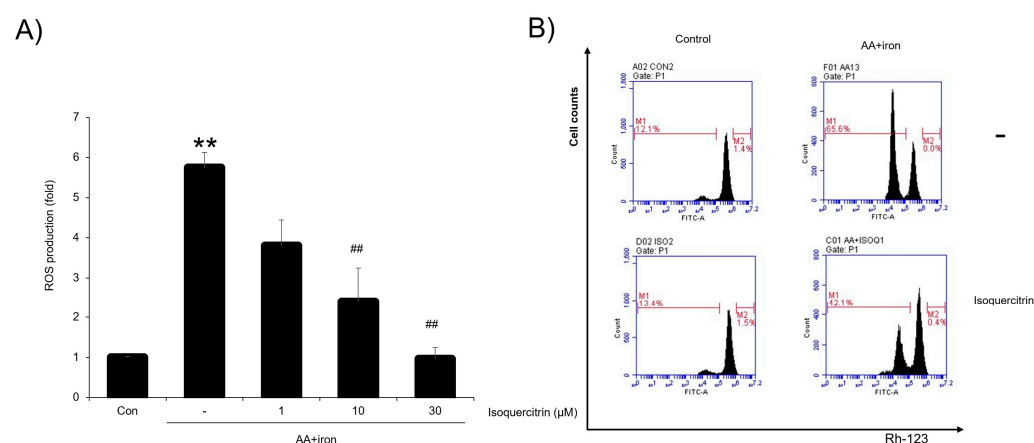 A)
ROS production (fold)
7
6
5
4
3
2
1
0
**
##
##
Con
-
1
10
30
Isoquercitrin (μM)
AA+iron
B)
Control
AA+iron
Cell counts
A02 CON2
Gate: P1
M1
12.1%
M2
1.4%
Count
FITC-A
F01 AA13
Gate: P1
M1
65.6%
M2
0.0%
Count
FITC-A
-
D02 ISO2
Gate: P1
M1
13.4%
M2
1.5%
Count
FITC-A
C01 AA+ISOQ1
Gate: P1
M1
42.1%
M2
0.4%
Count
FITC-A
Isoquercitrin
Rh-123